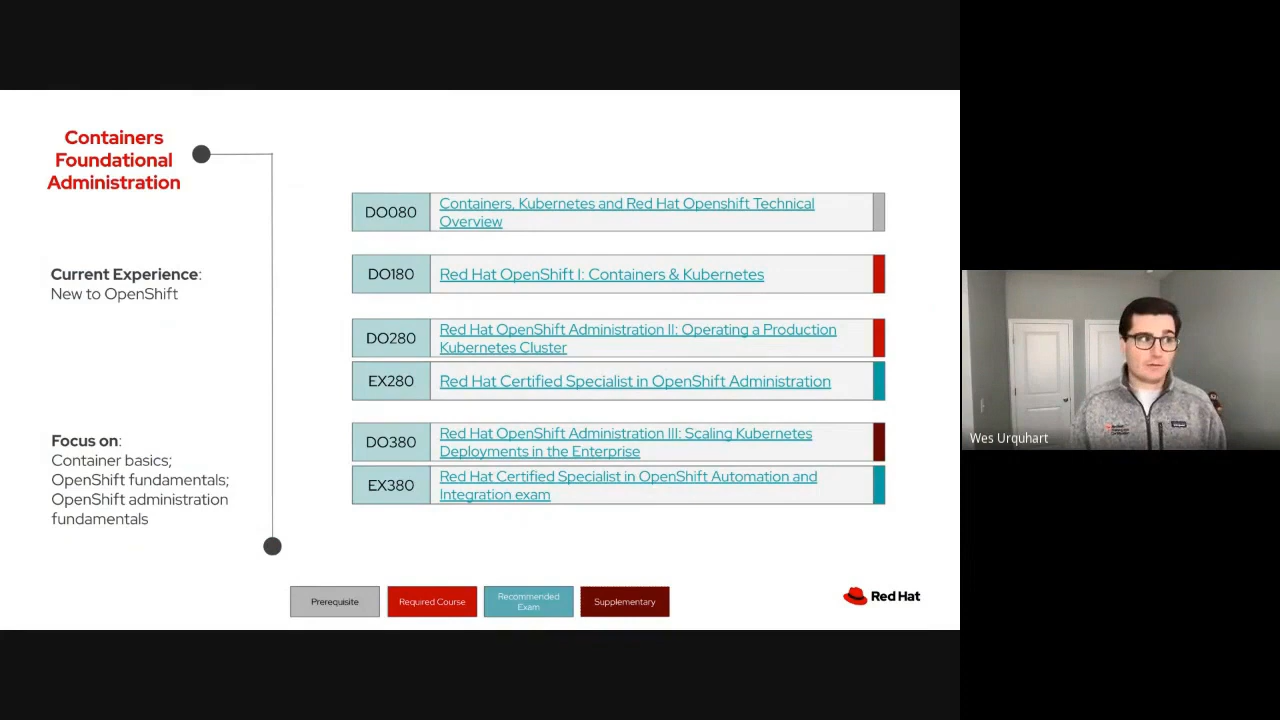 Containers
Foundational
Administration
Current Experience:
New to OpenShift
Focus on:
Container basics;
OpenShift fundamentals;
OpenShift administration
fundamentals
DO080
Containers, Kubernetes and Red Hat Openshift Technical
Overview
DO180
Red Hat OpenShift I: Containers & Kubernetes
DO280
Red Hat OpenShift Administration II: Operating a Production
Kubernetes Cluster
EX280
Red Hat Certified Specialist in OpenShift Administration
DO380
Red Hat OpenShift Administration III: Scaling Kubernetes
Deployments in the Enterprise
EX380
Red Hat Certified Specialist in OpenShift Automation and
Integration exam
Prerequisite
Required Course
Recommended
Exam
Supplementary
Red Hat
Wes Urquhart